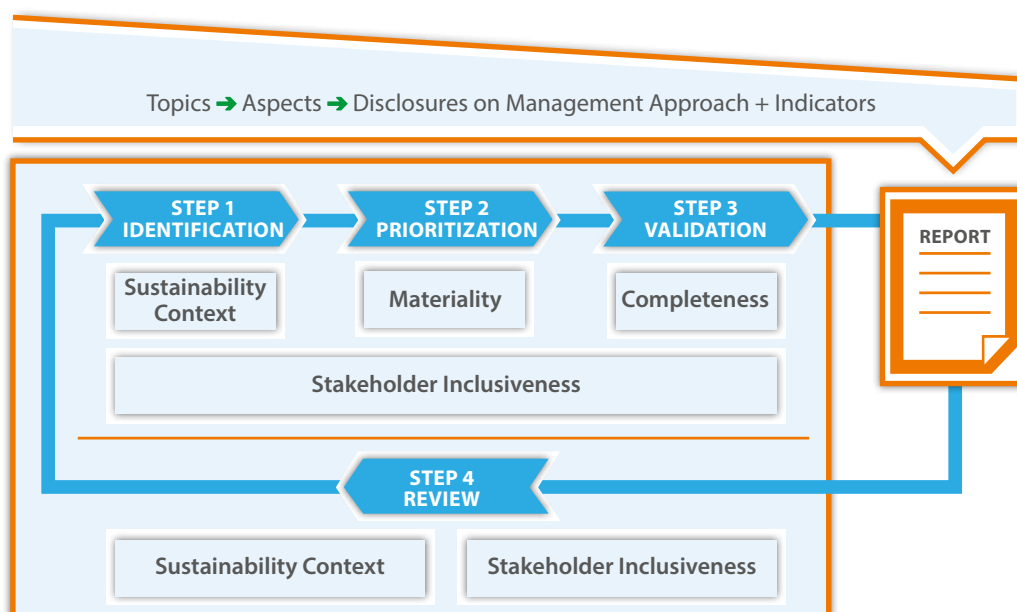 Topics ➔ Aspects ➔ Disclosures on Management Approach + Indicators
STEP 1
IDENTIFICATION
STEP 2
PRIORITIZATION
STEP 3
VALIDATION
REPORT
Sustainability
Context
Materiality
Completeness
Stakeholder Inclusiveness
STEP 4
REVIEW
Sustainability Context
Stakeholder Inclusiveness